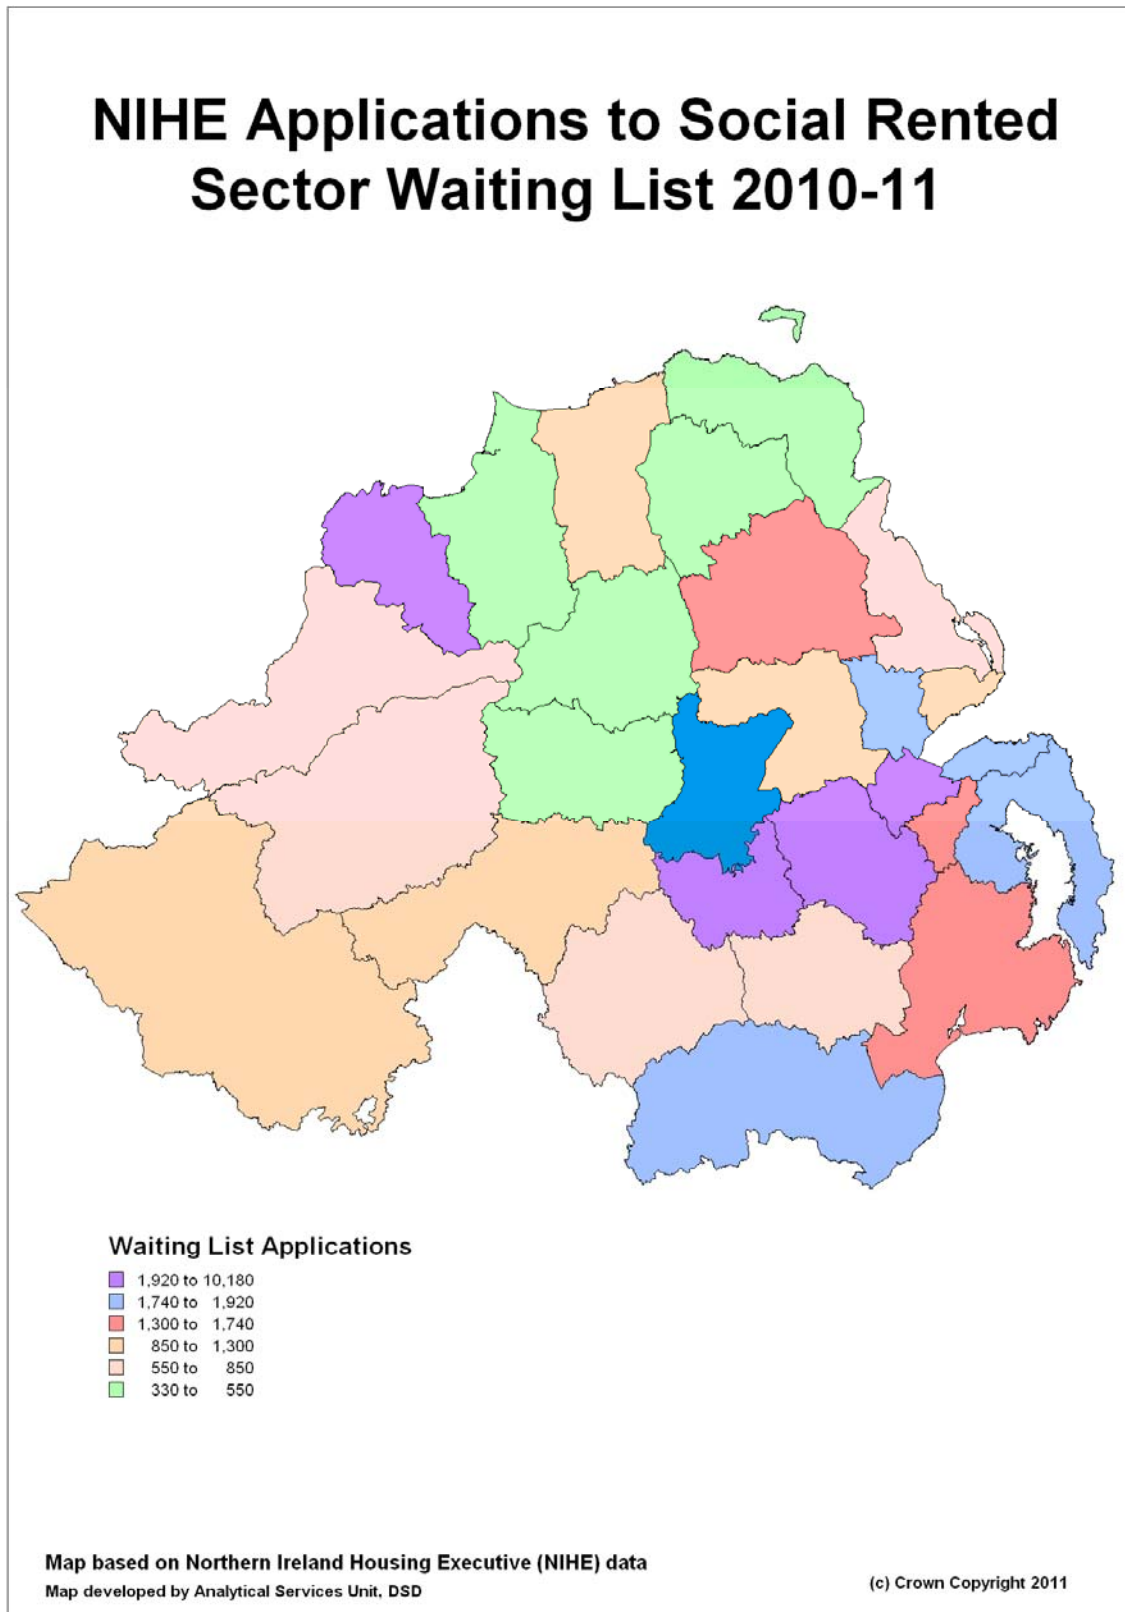 NIHE Applications to Social Rented
Sector Waiting List 2010-11
Waiting List Applications
1,920 to 10,180
1,740 to 1,920
1,300 to 1,740
850 to 1,300
550 to 850
330 to 550
Map based on Northern Ireland Housing Executive (NIHE) data
Map developed by Analytical Services Unit, DSD
(c) Crown Copyright 2011